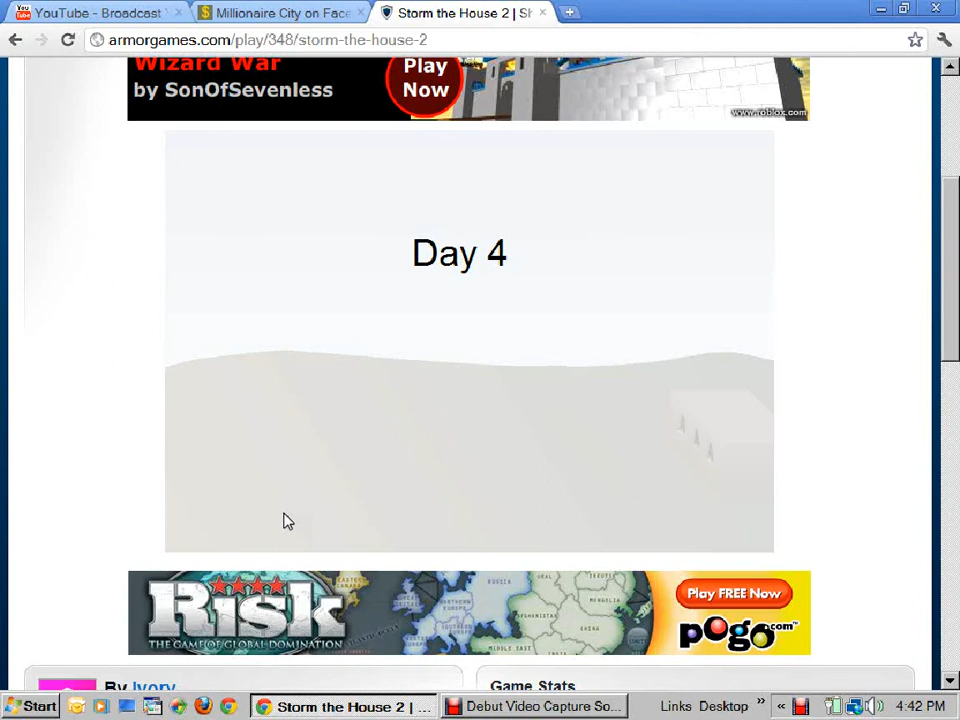 YouTube - Broadcast
Millionaire City on Face
Storm the House 2 | Sh
armorgames.com/play/348/storm-the-house-2
Wizard War
by SonOfSevenless
Play
Now
www.roblox.com
Day 4
RISK
THE GAME OF GLOBAL DOMINATION
Play FREE Now
pogo.com
By Ivory
Game Stats
Start
Storm the House 2 | ...
Debut Video Capture So...
Links
Desktop
4:42 PM